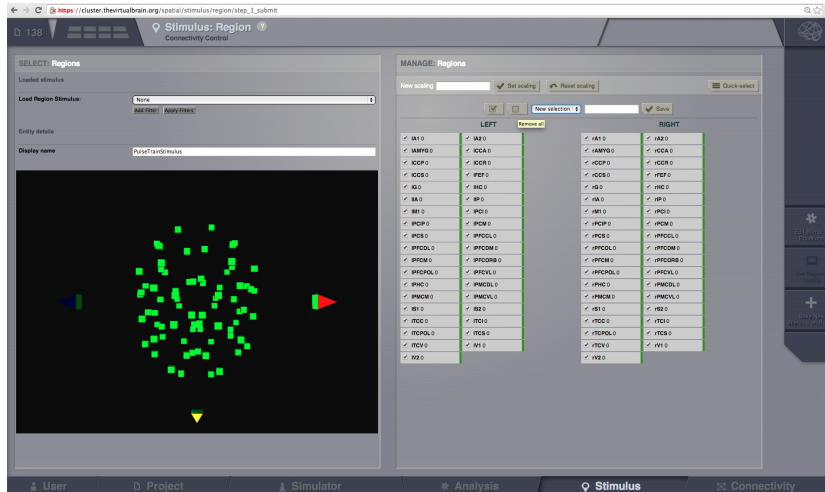 https://cluster.thevirtualbrain.org/spatial/stimulus/region/step_1_submit
138
Stimulus: Region ?
Connectivity Control
SELECT: Regions
Loaded stimulus
Load Region Stimulus: None
Add Filter Apply Filters
Entity details
Display name PulseTrainStimulus
MANAGE: Regions
New scaling Set scaling Reset scaling Quick-select
New selection Save
Remove all
LEFT RIGHT
lA1 0 lA2 0 rA1 0 rA2 0
lAMYG 0 lCCA 0 rAMYG 0 rCCA 0
lCCP 0 lCCR 0 rCCP 0 rCCR 0
lCCS 0 lFEF 0 rCCS 0 rFEF 0
lG 0 lHC 0 rG 0 rHC 0
lIA 0 lIP 0 rIA 0 rIP 0
lM1 0 lPCI 0 rM1 0 rPCI 0
lPCIP 0 lPCM 0 rPCIP 0 rPCM 0
lPCS 0 lPFCCL 0 rPCS 0 rPFCCL 0
lPFCDL 0 lPFCDM 0 rPFCDL 0 rPFCDM 0
lPFCM 0 lPFCORB 0 rPFCM 0 rPFCORB 0
lPFCPOL 0 lPFCVL 0 rPFCPOL 0 rPFCVL 0
lPHC 0 lPMCDL 0 rPHC 0 rPMCDL 0
lPMCM 0 lPMCVL 0 rPMCM 0 rPMCVL 0
lS1 0 lS2 0 rS1 0 rS2 0
lTCC 0 lTCI 0 rTCC 0 rTCI 0
lTCPOL 0 lTCS 0 rTCPOL 0 rTCS 0
lTCV 0 lV1 0 rTCV 0 rV1 0
lV2 0 rV2 0
User Project Simulator Analysis Stimulus Connectivity